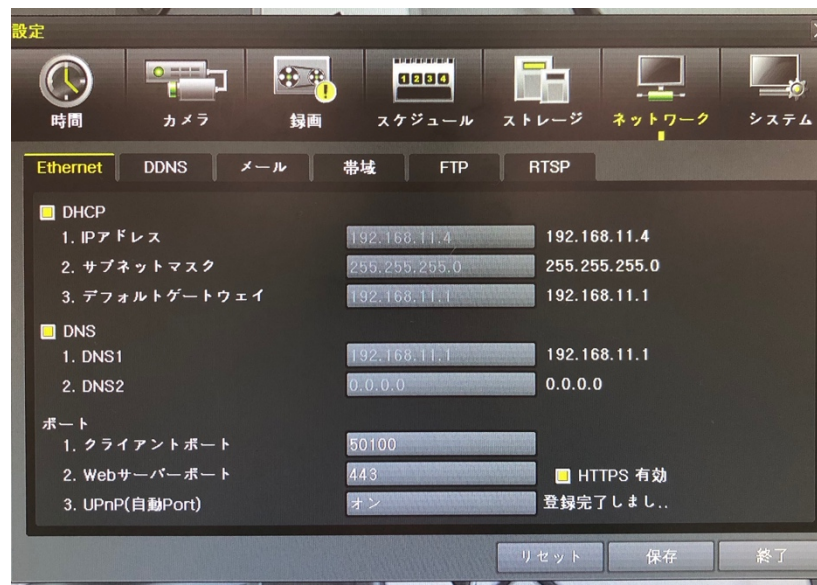 設定
時間 カメラ 録画 スケジュール ストレージ ネットワーク システム
Ethernet DDNS メール 帯域 FTP RTSP
DHCP
1. IPアドレス 192.168.11.4 192.168.11.4
2. サブネットマスク 255.255.255.0 255.255.255.0
3. デフォルトゲートウェイ 192.168.11.1 192.168.11.1
DNS
1. DNS1 192.168.11.1 192.168.11.1
2. DNS2 0.0.0.0 0.0.0.0
ポート
1. クライアントポート 50100
2. Webサーバーポート 443 HTTPS 有効
3. UPnP(自動Port) オン 登録完了しまし..
リセット 保存 終了